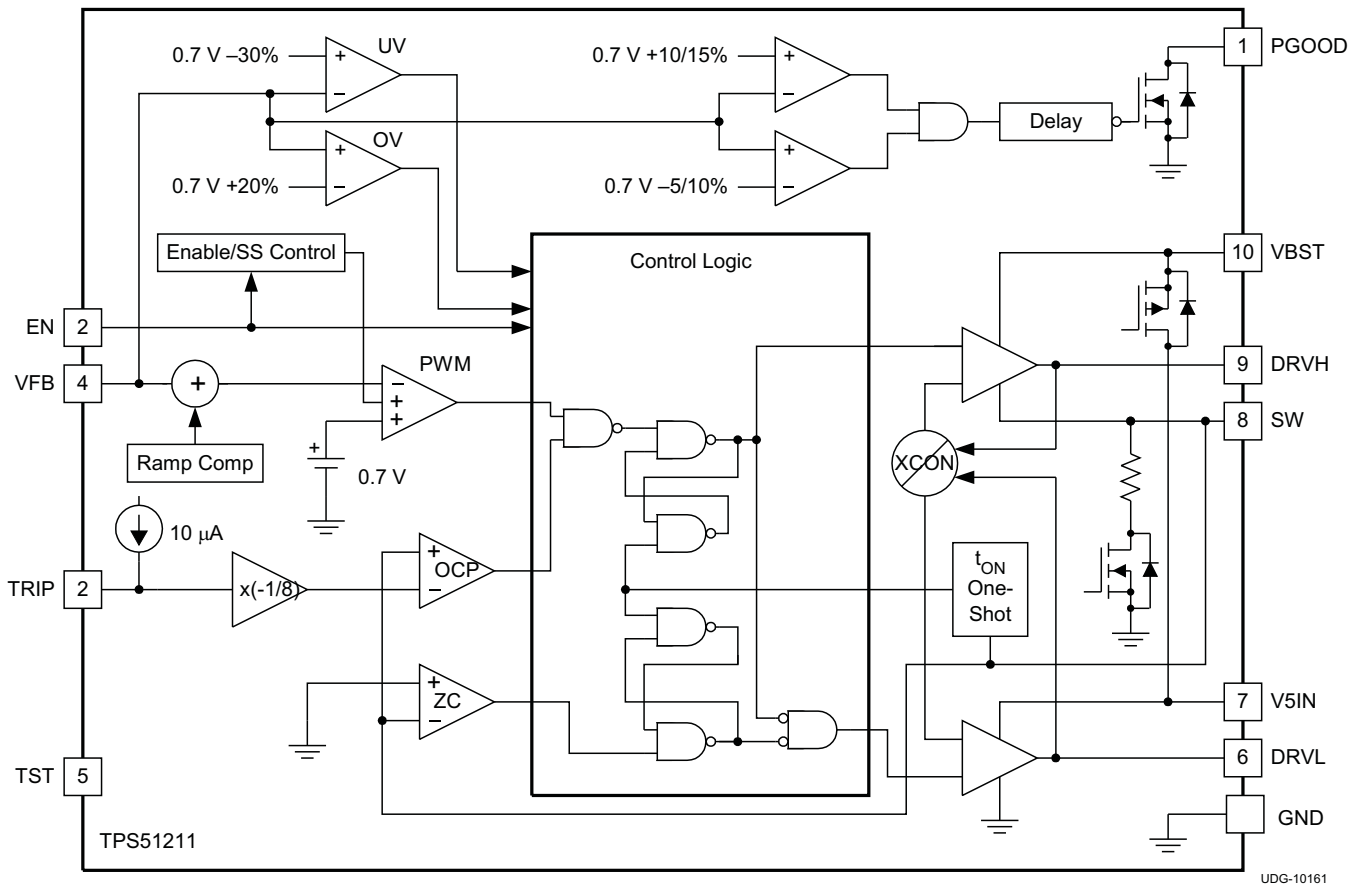 0.7 V –30%
UV
0.7 V +10/15%
1
PGOOD
OV
Delay
0.7 V +20%
0.7 V –5/10%
Enable/SS Control
Control Logic
10
VBST
EN
2
VFB
4
+
PWM
9
DRVH
8
SW
Ramp Comp
0.7 V
XCON
10 μA
TRIP
2
x(-1/8)
OCP
tON
One-
Shot
ZC
7
V5IN
TST
5
6
DRVL
GND
TPS51211
UDG-10161